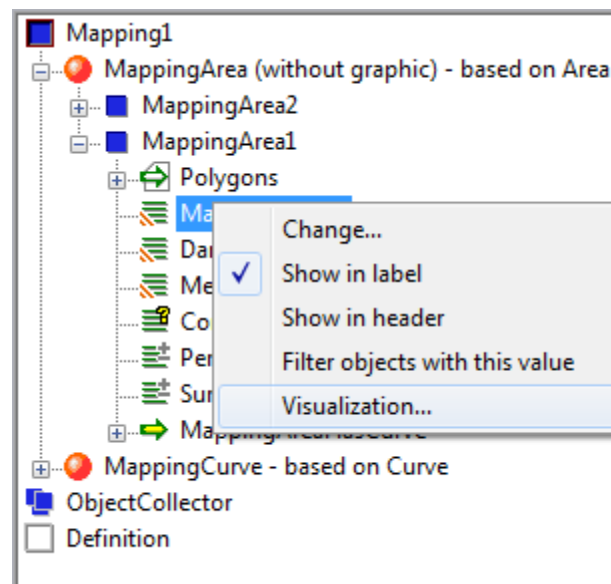 Mapping1
MappingArea (without graphic) - based on Area
MappingArea2
MappingArea1
Polygons
Change...
Show in label
Show in header
Filter objects with this value
Visualization...
MappingCurve - based on Curve
ObjectCollector
Definition